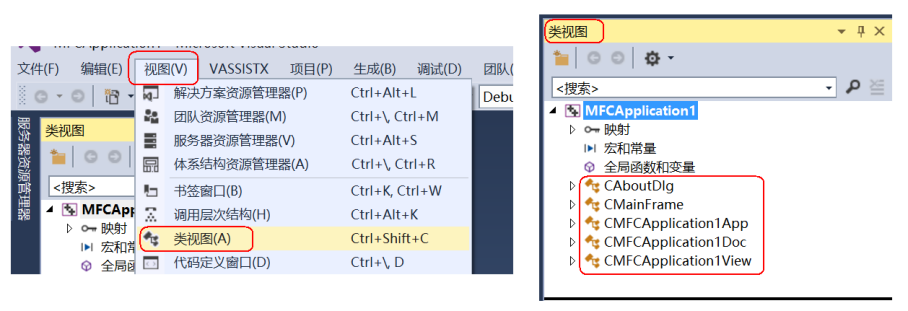 MFCApplication1 - Microsoft Visual Studio
文件(F) 编辑(E) 视图(V) VASSISTX 项目(P) 生成(B) 调试(D) 团队(
Debu
服务器资源管理器
类视图
<搜索>
MFCApp
映射
宏和常
全局函
解决方案资源管理器(P) Ctrl+Alt+L
团队资源管理器(M) Ctrl+\, Ctrl+M
服务器资源管理器(V) Ctrl+Alt+S
体系结构资源管理器(A) Ctrl+\, Ctrl+R
书签窗口(B) Ctrl+K, Ctrl+W
调用层次结构(H) Ctrl+Alt+K
类视图(A) Ctrl+Shift+C
代码定义窗口(D) Ctrl+\, D
类视图
<搜索>
MFCApplication1
映射
宏和常量
全局函数和变量
CAboutDlg
CMainFrame
CMFCApplication1App
CMFCApplication1Doc
CMFCApplication1View